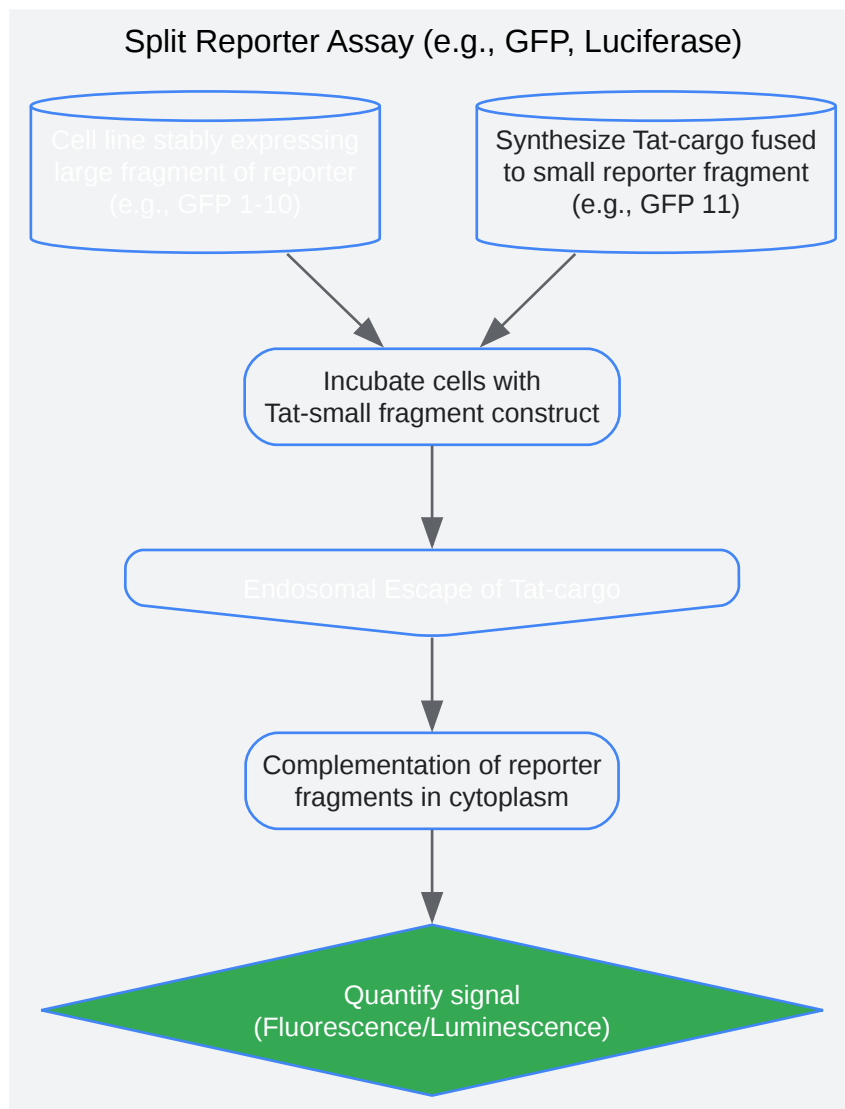 Split Reporter Assay (e.g., GFP, Luciferase)
Cell line stably expressing
large fragment of reporter
(e.g., GFP 1-10)
Synthesize Tat-cargo fused
to small reporter fragment
(e.g., GFP 11)
Incubate cells with
Tat-small fragment construct
Endosomal Escape of Tat-cargo
Complementation of reporter
fragments in cytoplasm
Quantify signal
(Fluorescence/Luminescence)